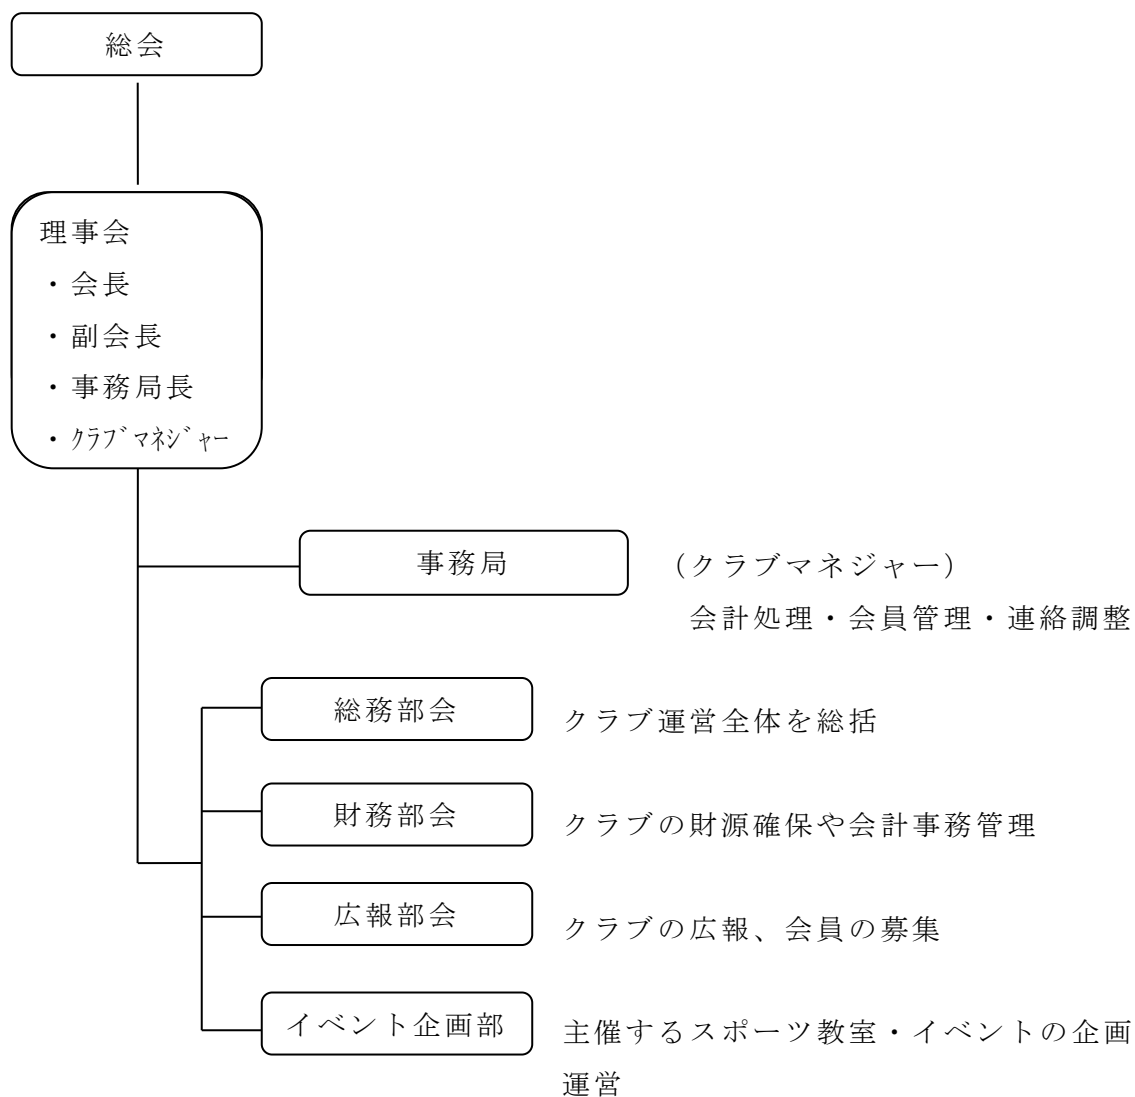 総会
理事会
・会長
・副会長
・事務局長
・ｸﾗﾌﾞﾏﾈｼﾞｬｰ
事務局
（クラブマネジャー）
会計処理・会員管理・連絡調整
総務部会
クラブ運営全体を総括
財務部会
クラブの財源確保や会計事務管理
広報部会
クラブの広報、会員の募集
イベント企画部
主催するスポーツ教室・イベントの企画
運営